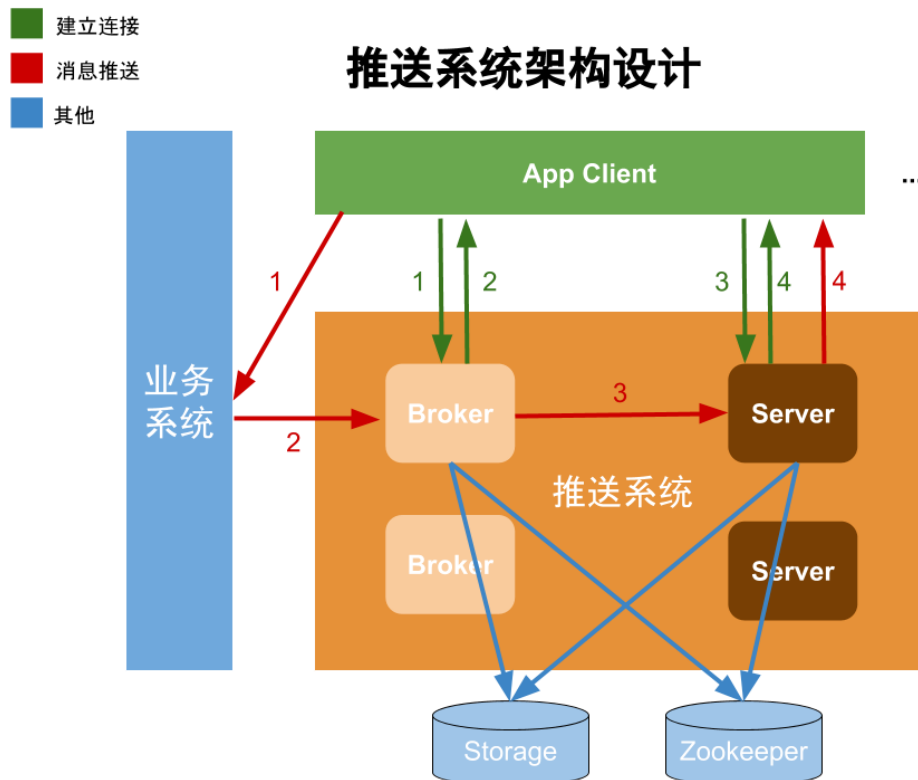 建立连接
消息推送
其他
推送系统架构设计
App Client
...
1
1
2
3
4
4
业务
系统
2
Broker
3
Server
推送系统
Broker
Server
Storage
Zookeeper